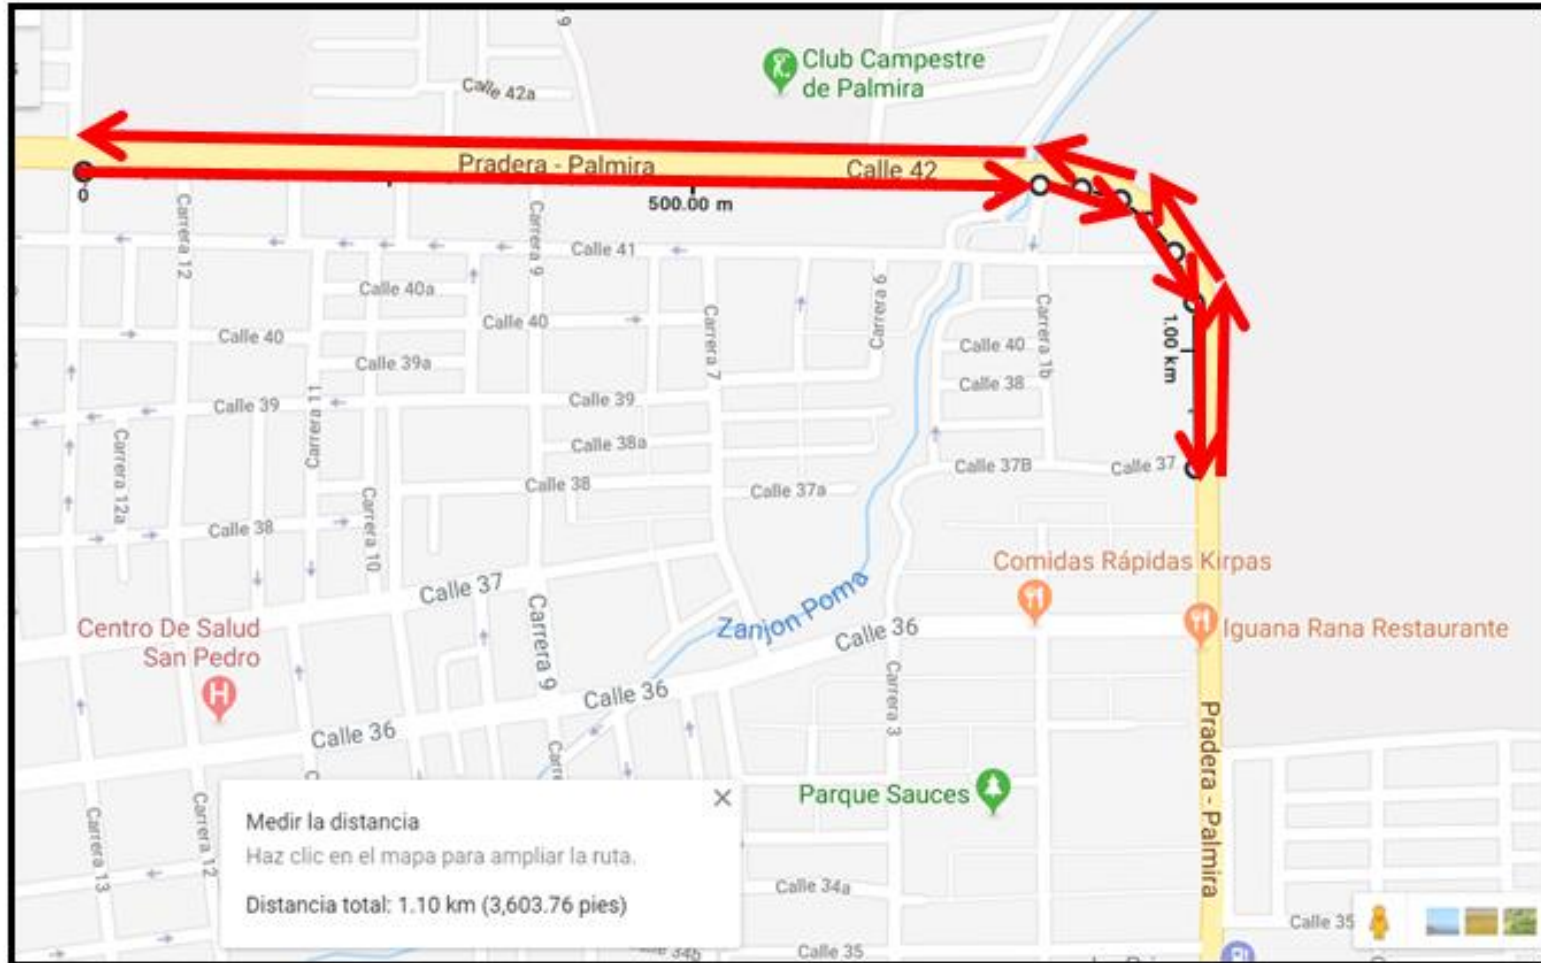 Club Campestre
de Palmira
Calle 42a
Pradera - Palmira
Calle 42
0
500.00 m
Carrera 12
Carrera 9
Calle 41
Carrera 6
Calle 40a
Calle 40
Carrera 7
Carrera 1b
1.00 km
Calle 40
Calle 40
Calle 39a
Calle 38
Calle 39
Carrera 11
Calle 39
Calle 38a
Carrera 12a
Calle 37B
Calle 37
Calle 38
Calle 37a
Carrera 10
Calle 38
Comidas Rápidas Kirpas
Calle 37
Zanjon Poma
Carrera 9
Centro De Salud
San Pedro
H
Calle 36
Iguana Rana Restaurante
Calle 36
Carrera 3
Calle 36
Pradera - Palmira
Parque Sauces
Carrera 13
Carrera 12
Medir la distancia
Haz clic en el mapa para ampliar la ruta.
Distancia total: 1.10 km (3,603.76 pies)
Calle 34a
Calle 35
Calle 35